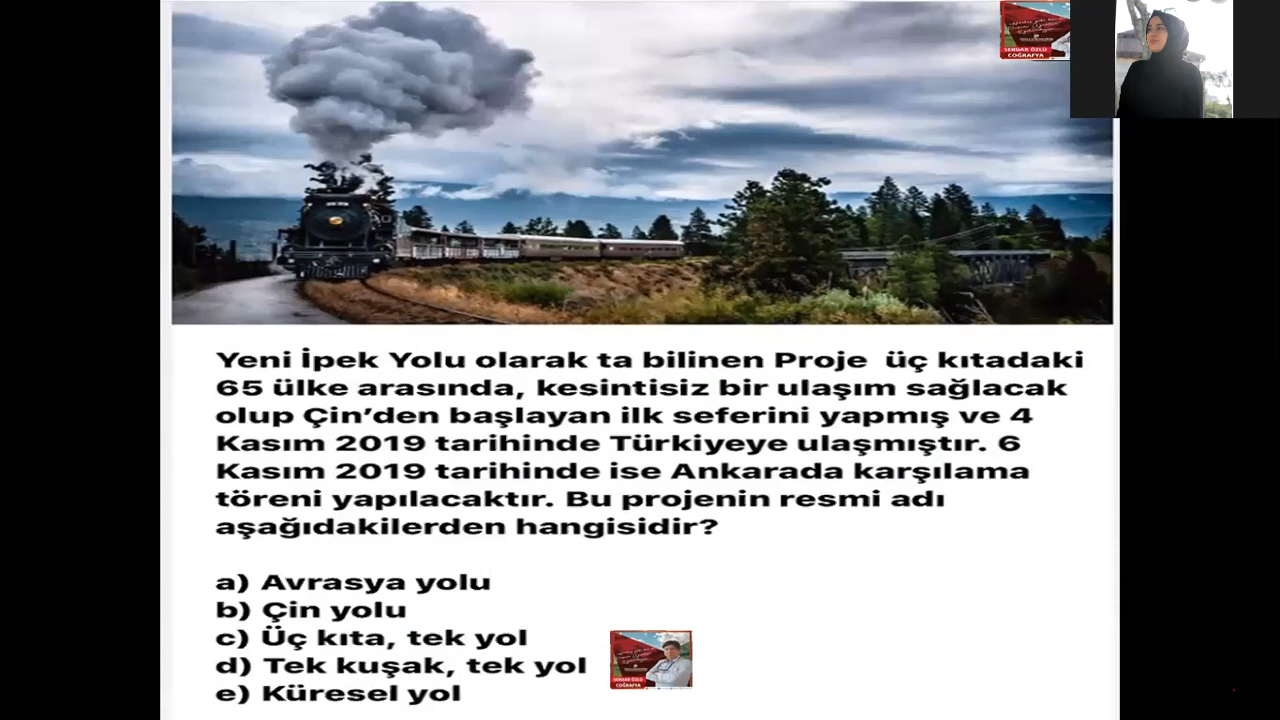 SERDAR ÖZLÜ
COĞRAFYA
Yeni İpek Yolu olarak ta bilinen Proje üç kıtadaki
65 ülke arasında, kesintisiz bir ulaşım sağlacak
olup Çin’den başlayan ilk seferini yapmış ve 4
Kasım 2019 tarihinde Türkiyeye ulaşmıştır. 6
Kasım 2019 tarihinde ise Ankarada karşılama
töreni yapılacaktır. Bu projenin resmi adı
aşağıdakilerden hangisidir?
a) Avrasya yolu
b) Çin yolu
c) Üç kıta, tek yol
d) Tek kuşak, tek yol
e) Küresel yol
SERDAR ÖZLÜ
COĞRAFYA